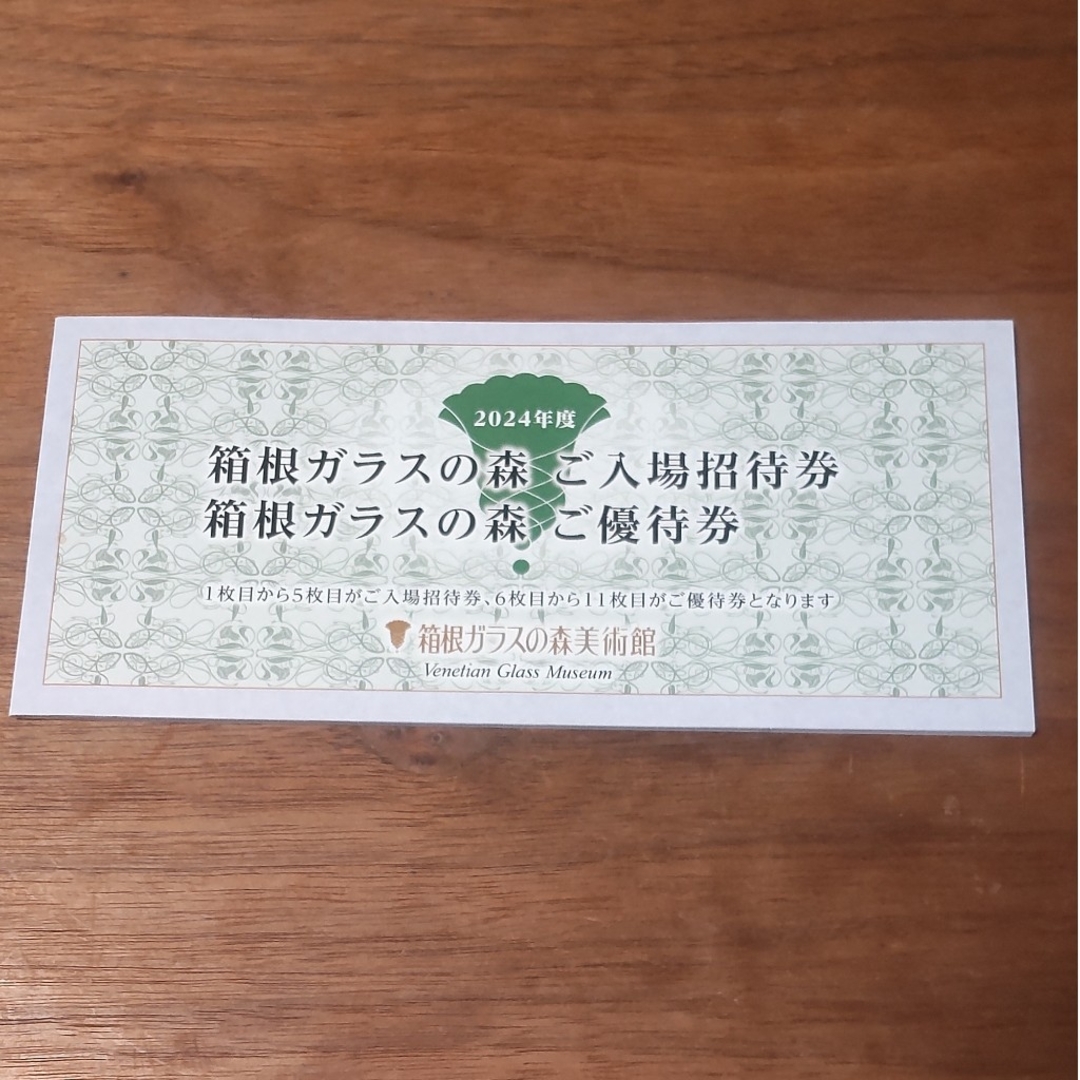 2024年度
箱根ガラスの森 ご入場招待券
箱根ガラスの森 ご優待券
1枚目から5枚目がご入場招待券、6枚目から11枚目がご優待券となります
箱根ガラスの森美術館
Venetian Glass Museum